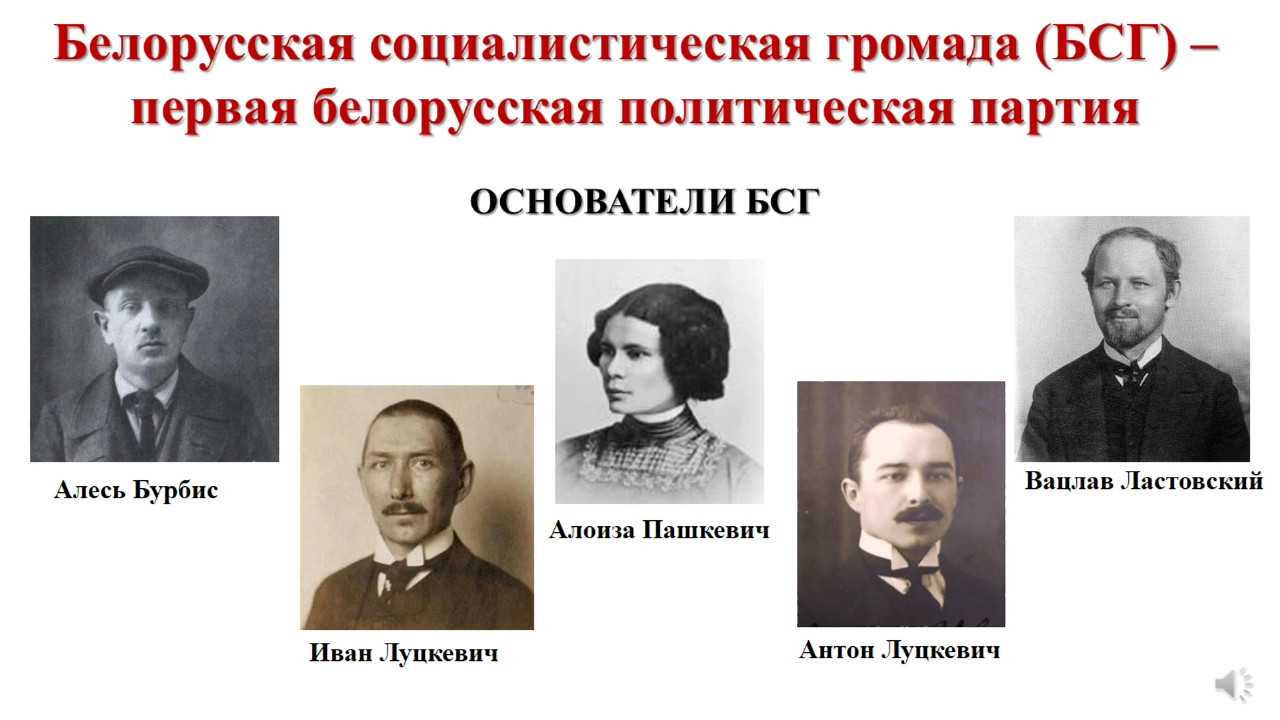 Белорусская социалистическая громада (БСГ) –
первая белорусская политическая партия
ОСНОВАТЕЛИ БСГ
Алесь Бурбис
Иван Луцкевич
Алоиза Пашкевич
Антон Луцкевич
Вацлав Ластовский